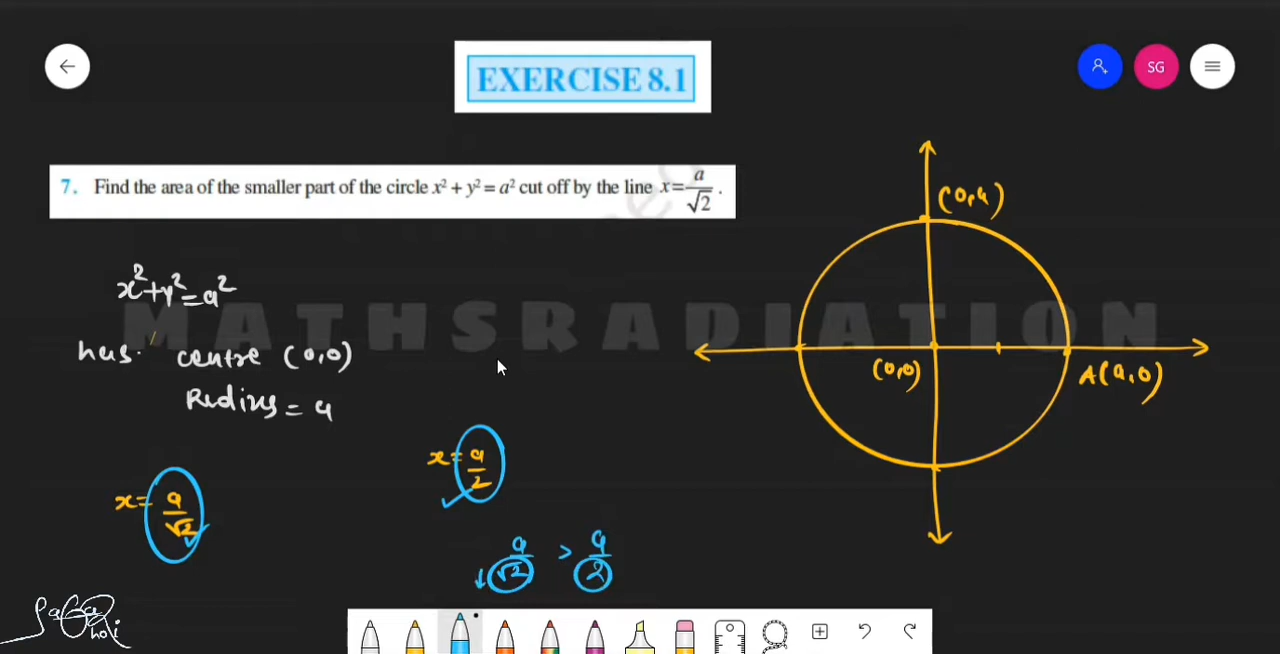 EXERCISE 8.1
SG
7. Find the area of the smaller part of the circle x² + y² = a² cut off by the line x = a/√2 .
(0,a)
x²+y²=a²
MATHSRADIATION
has centre (0,0)
Radius = a
(0,0)
A(a,0)
x = a/2
x = a/√2
a/√2 > a/2